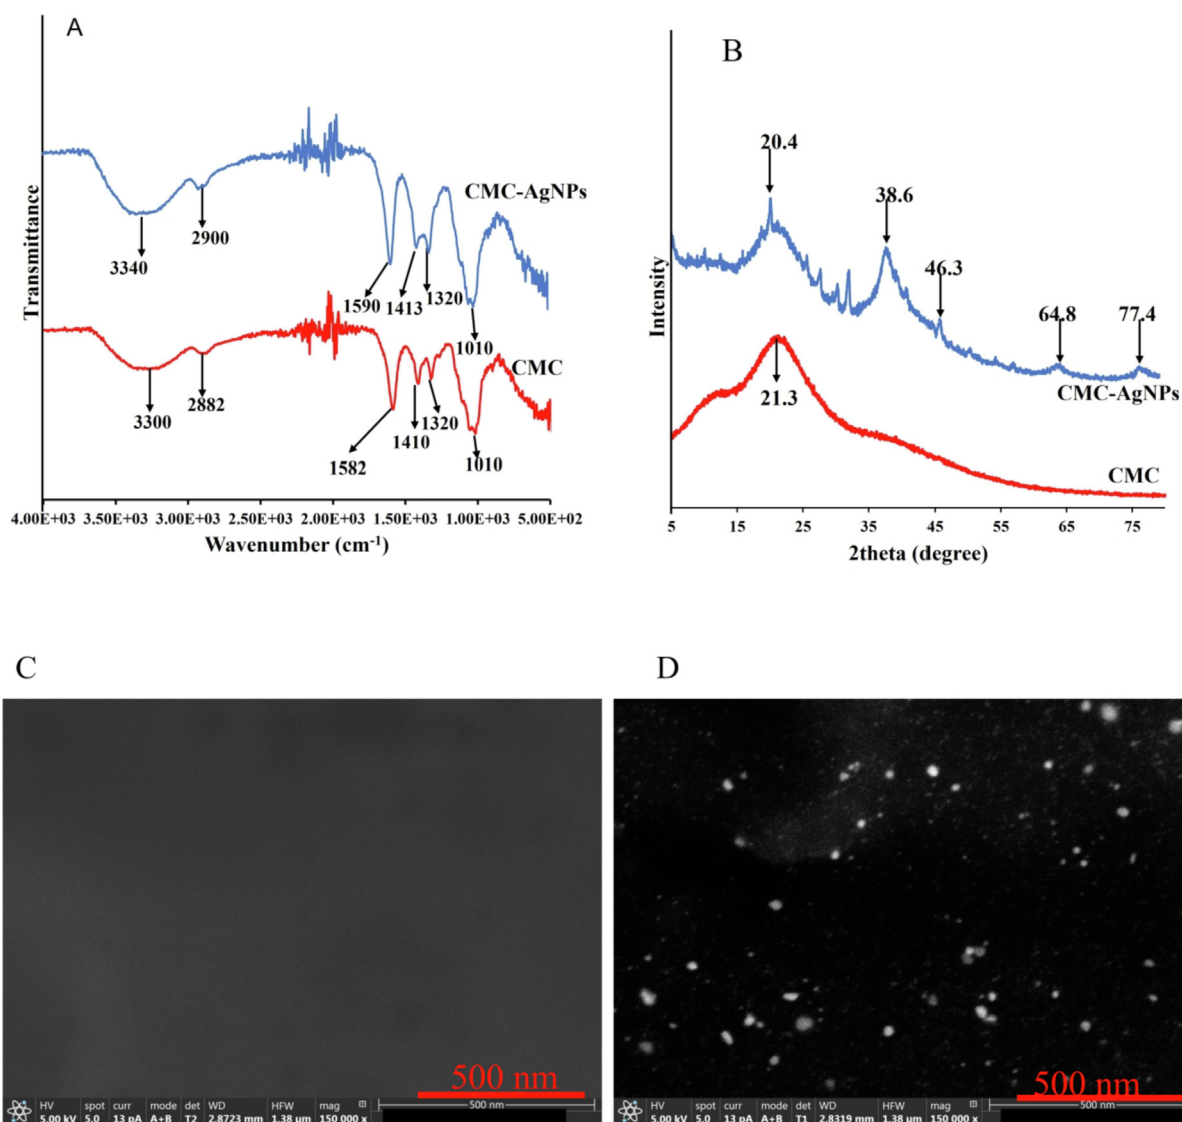 A
Transmittance
CMC-AgNPs
3340
2900
1590
1413
1320
1010
CMC
3300
2882
1582
1410
1320
1010
4.00E+03 3.50E+03 3.00E+03 2.50E+03 2.00E+03 1.50E+03 1.00E+03 5.00E+02
Wavenumber (cm-1)
B
Intensity
20.4
38.6
46.3
64.8
77.4
CMC-AgNPs
21.3
CMC
5 15 25 35 45 55 65 75
2theta (degree)
C
500 nm
HV spot curr mode det WD HFW mag
500 nm
5.00 kV 5.0 13 pA A+B T2 2.8723 mm 1.38 µm 150 000 x
D
500 nm
HV spot curr mode det WD HFW mag
500 nm
5.00 kV 5.0 13 pA A+B T1 2.8319 mm 1.38 µm 150 000 x